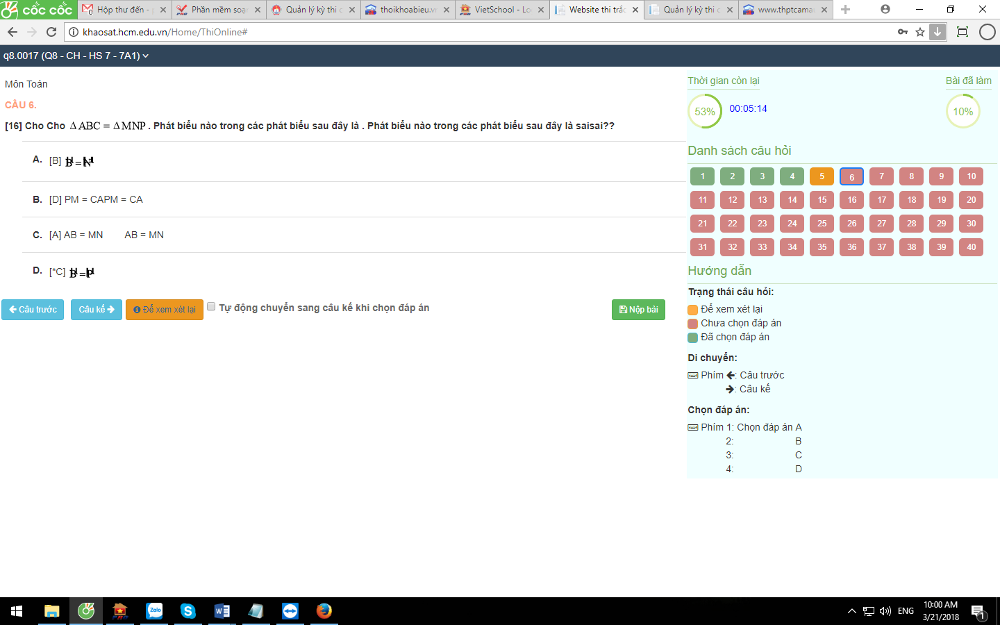 cốc cốc
Hộp thư đến -
Phần mềm soạn
Quản lý kỳ thi c
thoikhoabieu.vn
VietSchool - Lo
Website thi trắc
Quản lý kỳ thi c
www.thptcamau
khaosat.hcm.edu.vn/Home/ThiOnline#
q8.0017 (Q8 - CH - HS 7 - 7A1)
Môn Toán
CÂU 6.
[16] Cho Cho Δ ABC = Δ MNP . Phát biểu nào trong các phát biểu sau đây là . Phát biểu nào trong các phát biểu sau đây là saisai??
A. [B]
B. [D] PM = CAPM = CA
C. [A] AB = MN AB = MN
D. [*C]
Câu trước
Câu kế
Để xem xét lại
Tự động chuyển sang câu kế khi chọn đáp án
Nộp bài
Thời gian còn lại
Bài đã làm
53%
00:05:14
10%
Danh sách câu hỏi
1 2 3 4 5 6 7 8 9 10
11 12 13 14 15 16 17 18 19 20
21 22 23 24 25 26 27 28 29 30
31 32 33 34 35 36 37 38 39 40
Hướng dẫn
Trạng thái câu hỏi:
Để xem xét lại
Chưa chọn đáp án
Đã chọn đáp án
Di chuyển:
Phím : Câu trước
: Câu kế
Chọn đáp án:
Phím 1: Chọn đáp án A
2: B
3: C
4: D
Zalo
ENG
10:00 AM
3/21/2018
1